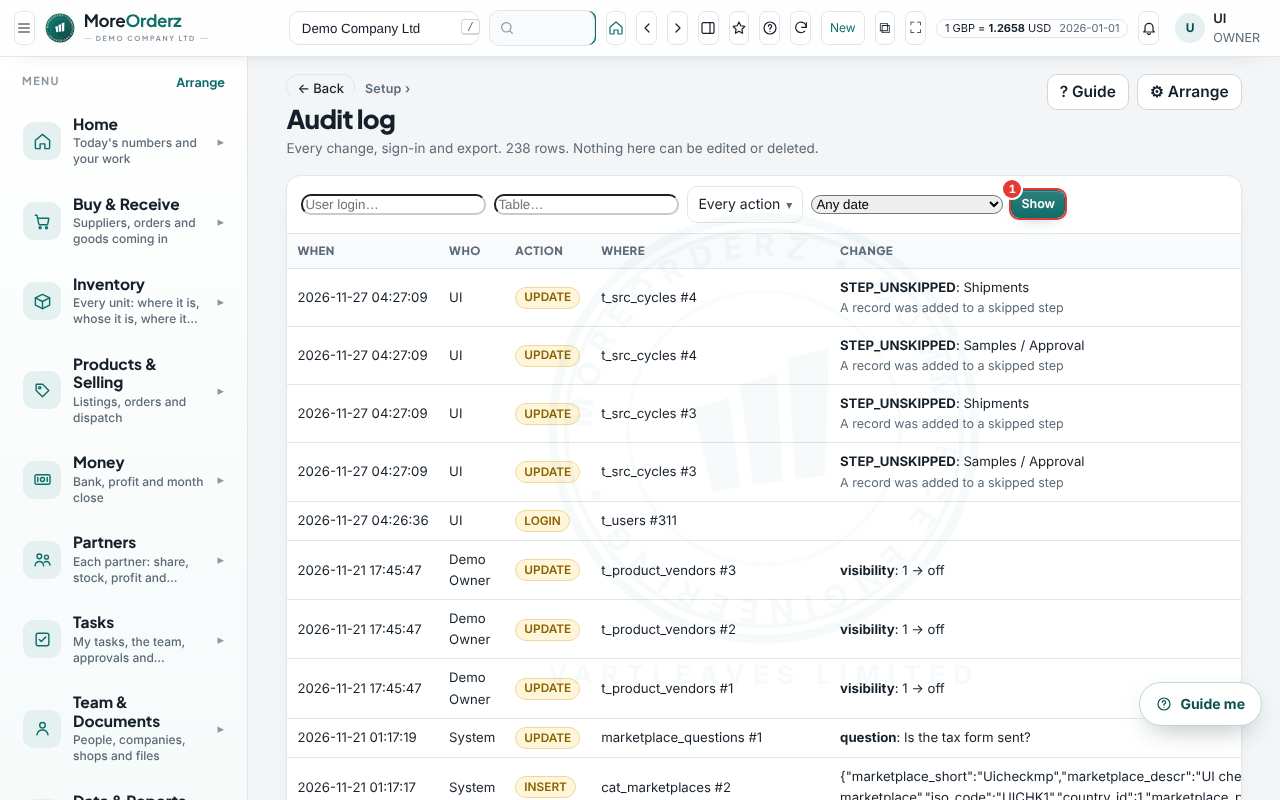 MoreOrderz
— DEMO COMPANY LTD —
Demo Company Ltd /
New
1 GBP = 1.2658 USD 2026-01-01
U
UI
OWNER
MENU
Arrange
Home
Today's numbers and
your work
Buy & Receive
Suppliers, orders and
goods coming in
Inventory
Every unit: where it is,
whose it is, where it...
Products &
Selling
Listings, orders and
dispatch
Money
Bank, profit and month
close
Partners
Each partner: share,
stock, profit and...
Tasks
My tasks, the team,
approvals and...
Team &
Documents
People, companies,
shops and files
← Back Setup ›
? Guide
⚙ Arrange
Audit log
Every change, sign-in and export. 238 rows. Nothing here can be edited or deleted.
User login… Table… Every action ▾ Any date 1 Show
WHEN WHO ACTION WHERE CHANGE
2026-11-27 04:27:09 UI UPDATE t_src_cycles #4 STEP_UNSKIPPED: Shipments
A record was added to a skipped step
2026-11-27 04:27:09 UI UPDATE t_src_cycles #4 STEP_UNSKIPPED: Samples / Approval
A record was added to a skipped step
2026-11-27 04:27:09 UI UPDATE t_src_cycles #3 STEP_UNSKIPPED: Shipments
A record was added to a skipped step
2026-11-27 04:27:09 UI UPDATE t_src_cycles #3 STEP_UNSKIPPED: Samples / Approval
A record was added to a skipped step
2026-11-27 04:26:36 UI LOGIN t_users #311
2026-11-21 17:45:47 Demo Owner UPDATE t_product_vendors #3 visibility: 1 → off
2026-11-21 17:45:47 Demo Owner UPDATE t_product_vendors #2 visibility: 1 → off
2026-11-21 17:45:47 Demo Owner UPDATE t_product_vendors #1 visibility: 1 → off
2026-11-21 01:17:19 System UPDATE marketplace_questions #1 question: Is the tax form sent?
2026-11-21 01:17:17 System INSERT cat_marketplaces #2 {"marketplace_short":"Uicheckmp","marketplace_descr":"UI che
Guide me
VARTLEAVES LIMITED